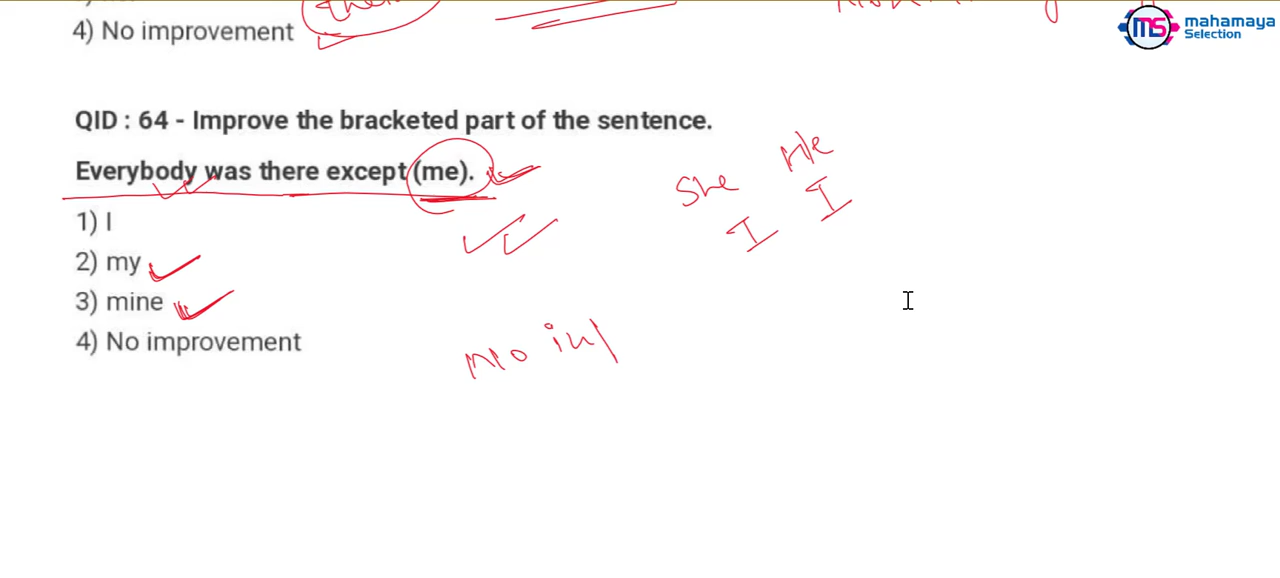 4) No improvement
mahamaya
Selection
MS
QID : 64 - Improve the bracketed part of the sentence.
Everybody was there except (me).
She He
I I
1) I
2) my
3) mine
4) No improvement
No